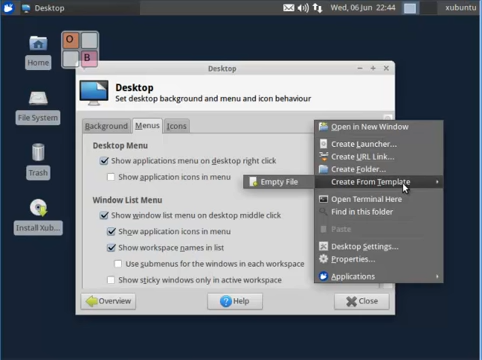 Desktop
Wed, 06 Jun 22:44
xubuntu
O
B
Home
File System
Trash
Install Xub...
Desktop
Desktop
Set desktop background and menu and icon behaviour
Background
Menus
Icons
Desktop Menu
Show applications menu on desktop right click
Show application icons in menu
Window List Menu
Show window list menu on desktop middle click
Show application icons in menu
Show workspace names in list
Use submenus for the windows in each workspace
Show sticky windows only in active workspace
Overview
Help
Close
Open in New Window
Create Launcher...
Create URL Link...
Create Folder...
Create From Template
Empty File
Open Terminal Here
Find in this folder
Paste
Desktop Settings...
Properties...
Applications